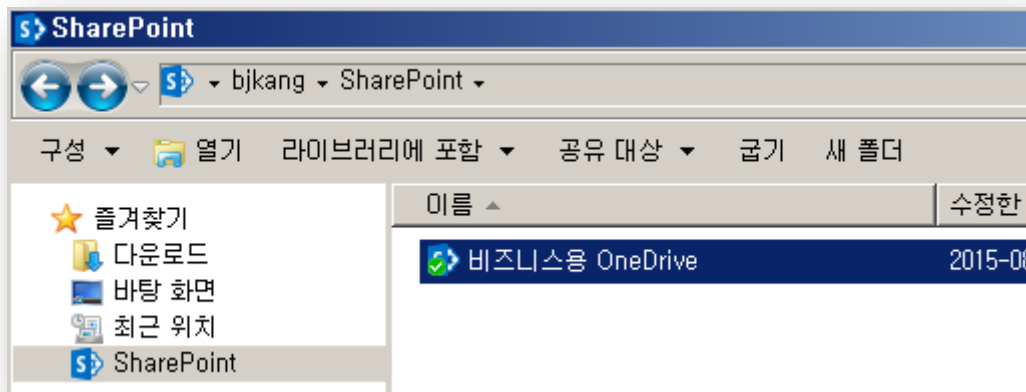 SharePoint
bjkang SharePoint
구성 열기 라이브러리에 포함 공유 대상 굽기 새 폴더
이름 수정한
즐겨찾기
다운로드
비즈니스용 OneDrive 2015-08
바탕 화면
최근 위치
SharePoint